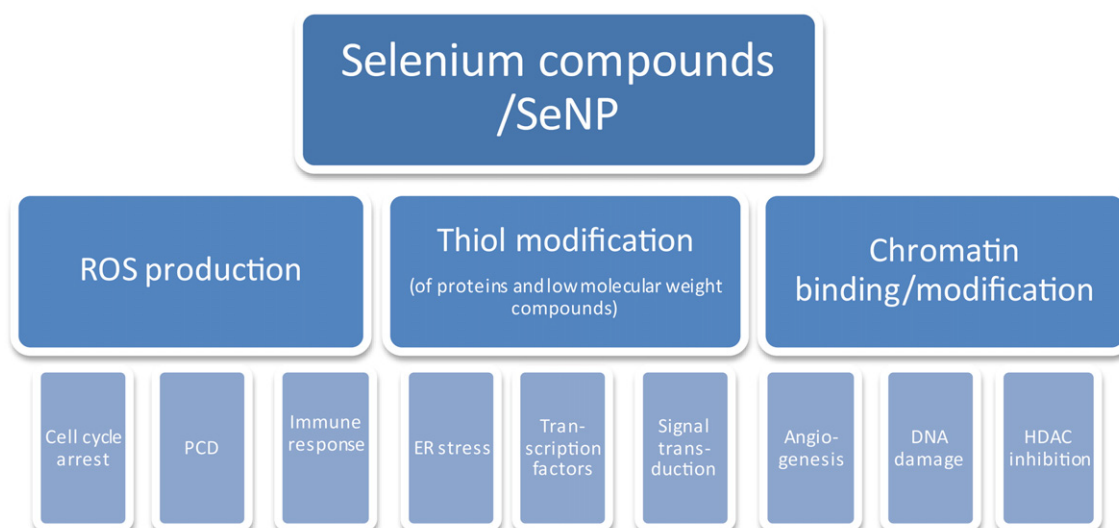 Selenium compounds
/SeNP
ROS production
Thiol modification
(of proteins and low molecular weight
compounds)
Chromatin
binding/modification
Cell cycle
arrest
PCD
Immune
response
ER stress
Tran-
scription
factors
Signal
trans-
duction
Angio-
genesis
DNA
damage
HDAC
inhibition